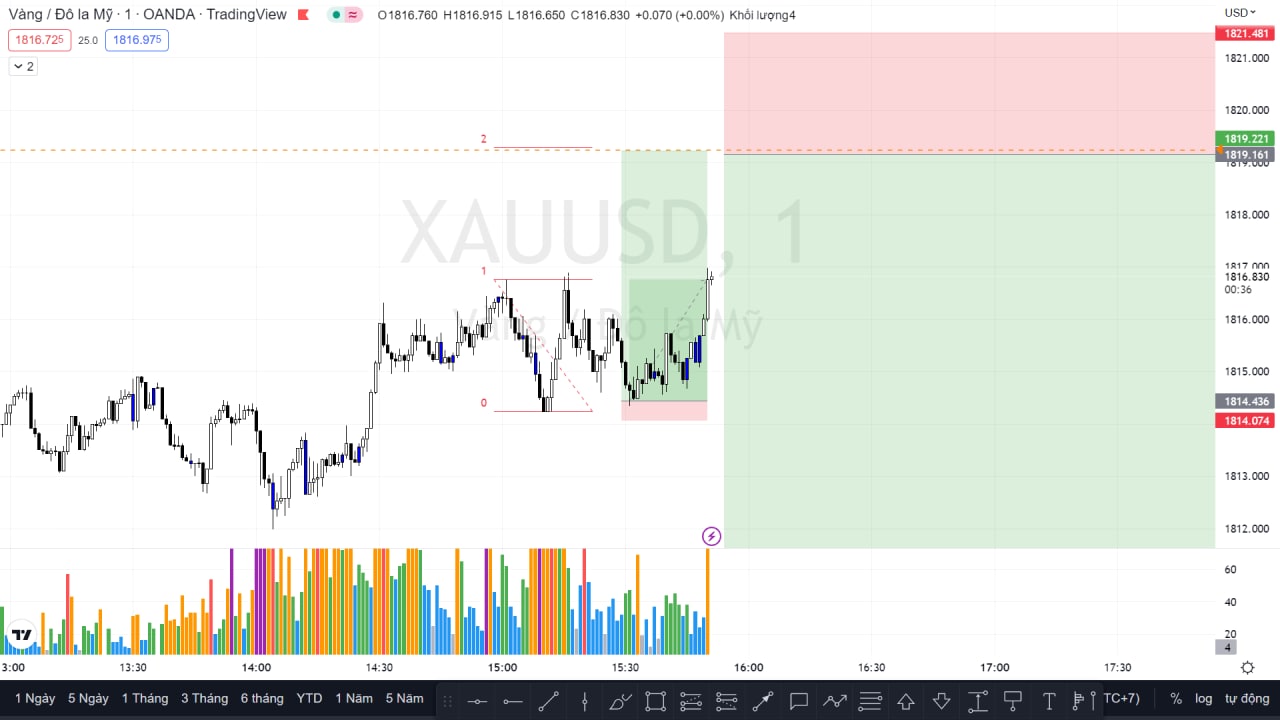 Vàng / Đô la Mỹ · 1 · OANDA · TradingView
O1816.760 H1816.915 L1816.650 C1816.830 +0.070 (+0.00%) Khối lượng4
USD
1816.725 25.0 1816.975
2
1821.481
1821.000
1820.000
2
1819.221
1819.161
1819.000
XAUUSD, 1
1818.000
1
1817.000
1816.830
00:36
Vàng / Đô la Mỹ
1816.000
1815.000
0
1814.436
1814.074
1813.000
1812.000
60
40
20
4
3:00 13:30 14:00 14:30 15:00 15:30 16:00 16:30 17:00 17:30
1 Ngày 5 Ngày 1 Tháng 3 Tháng 6 tháng YTD 1 Năm 5 Năm
TC+7) % log tự động